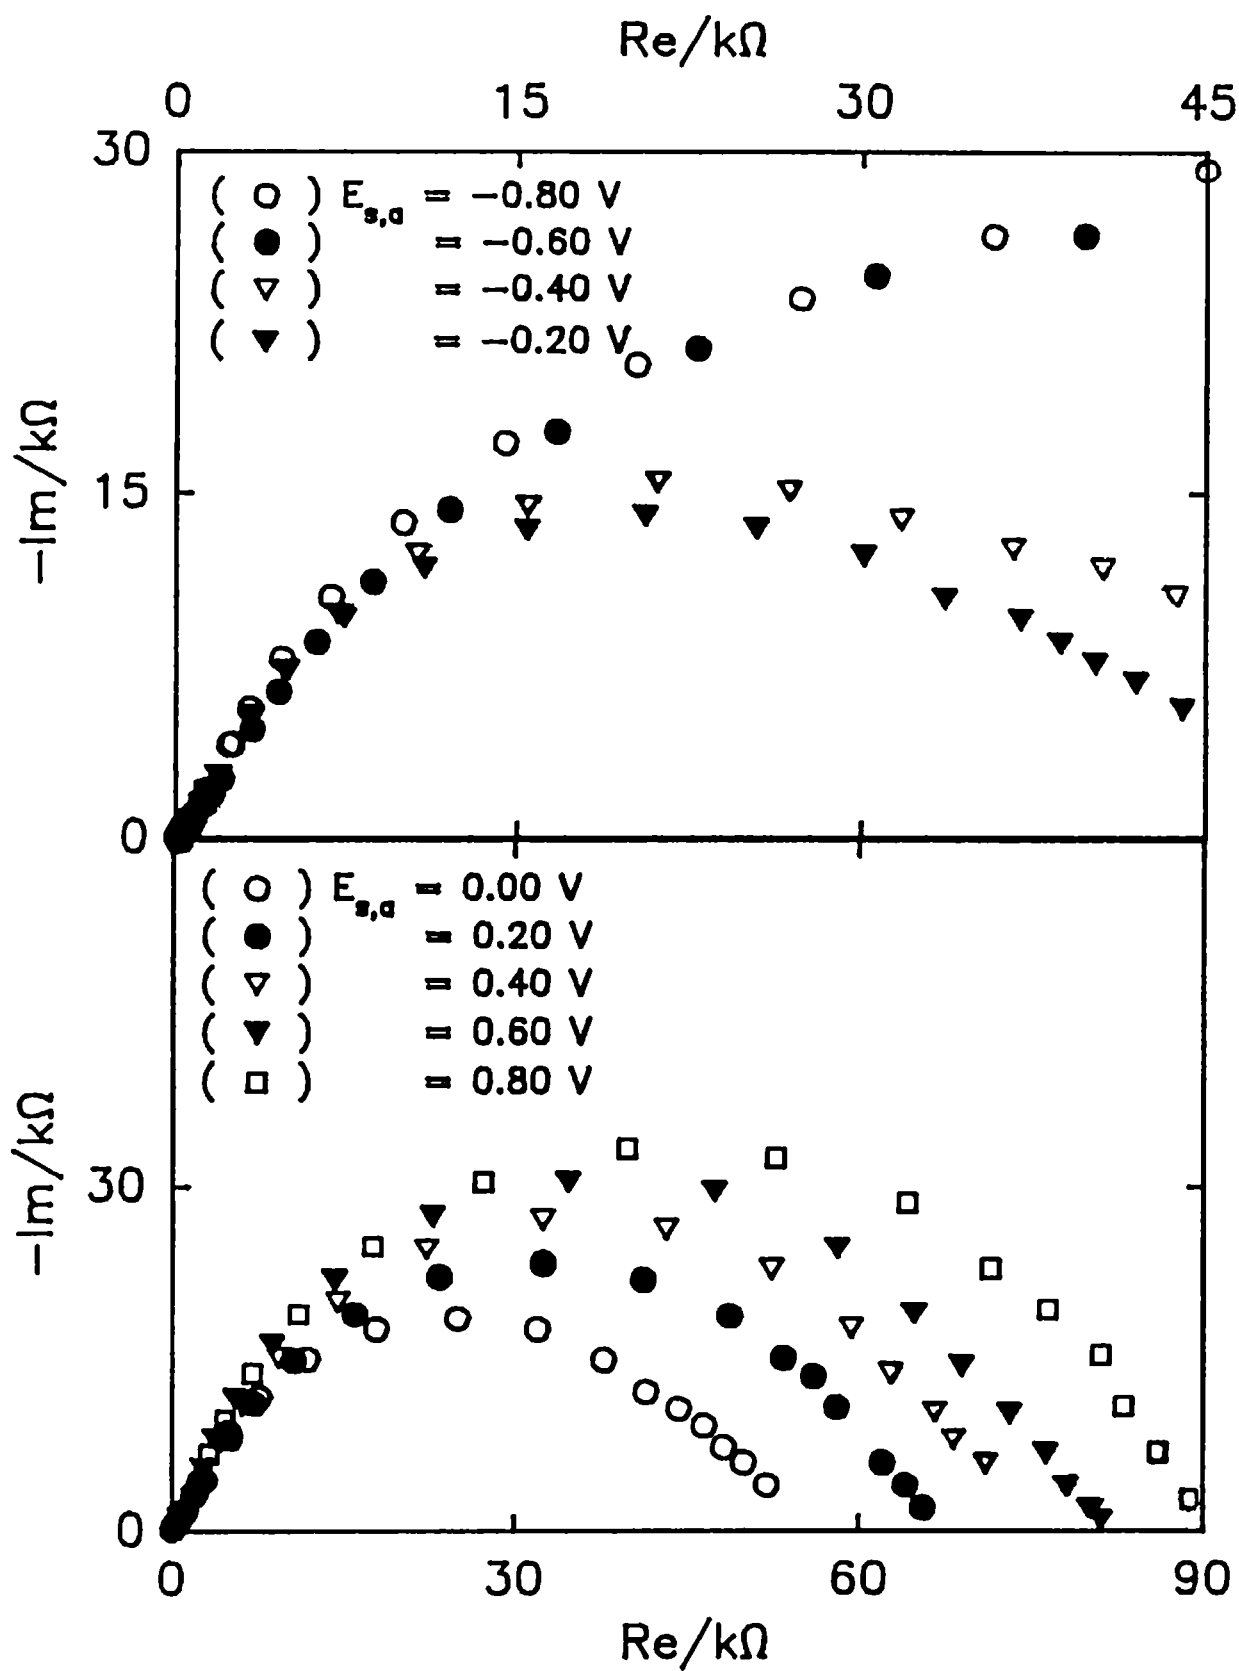 Re/kΩ
0 15 30 45
30
( ○ ) E_s,a = −0.80 V
( ● ) = −0.60 V
( ▽ ) = −0.40 V
( ▼ ) = −0.20 V
−Im/kΩ
15
0
( ○ ) E_s,a = 0.00 V
( ● ) = 0.20 V
( ▽ ) = 0.40 V
( ▼ ) = 0.60 V
( □ ) = 0.80 V
−Im/kΩ
30
0
0 30 60 90
Re/kΩ